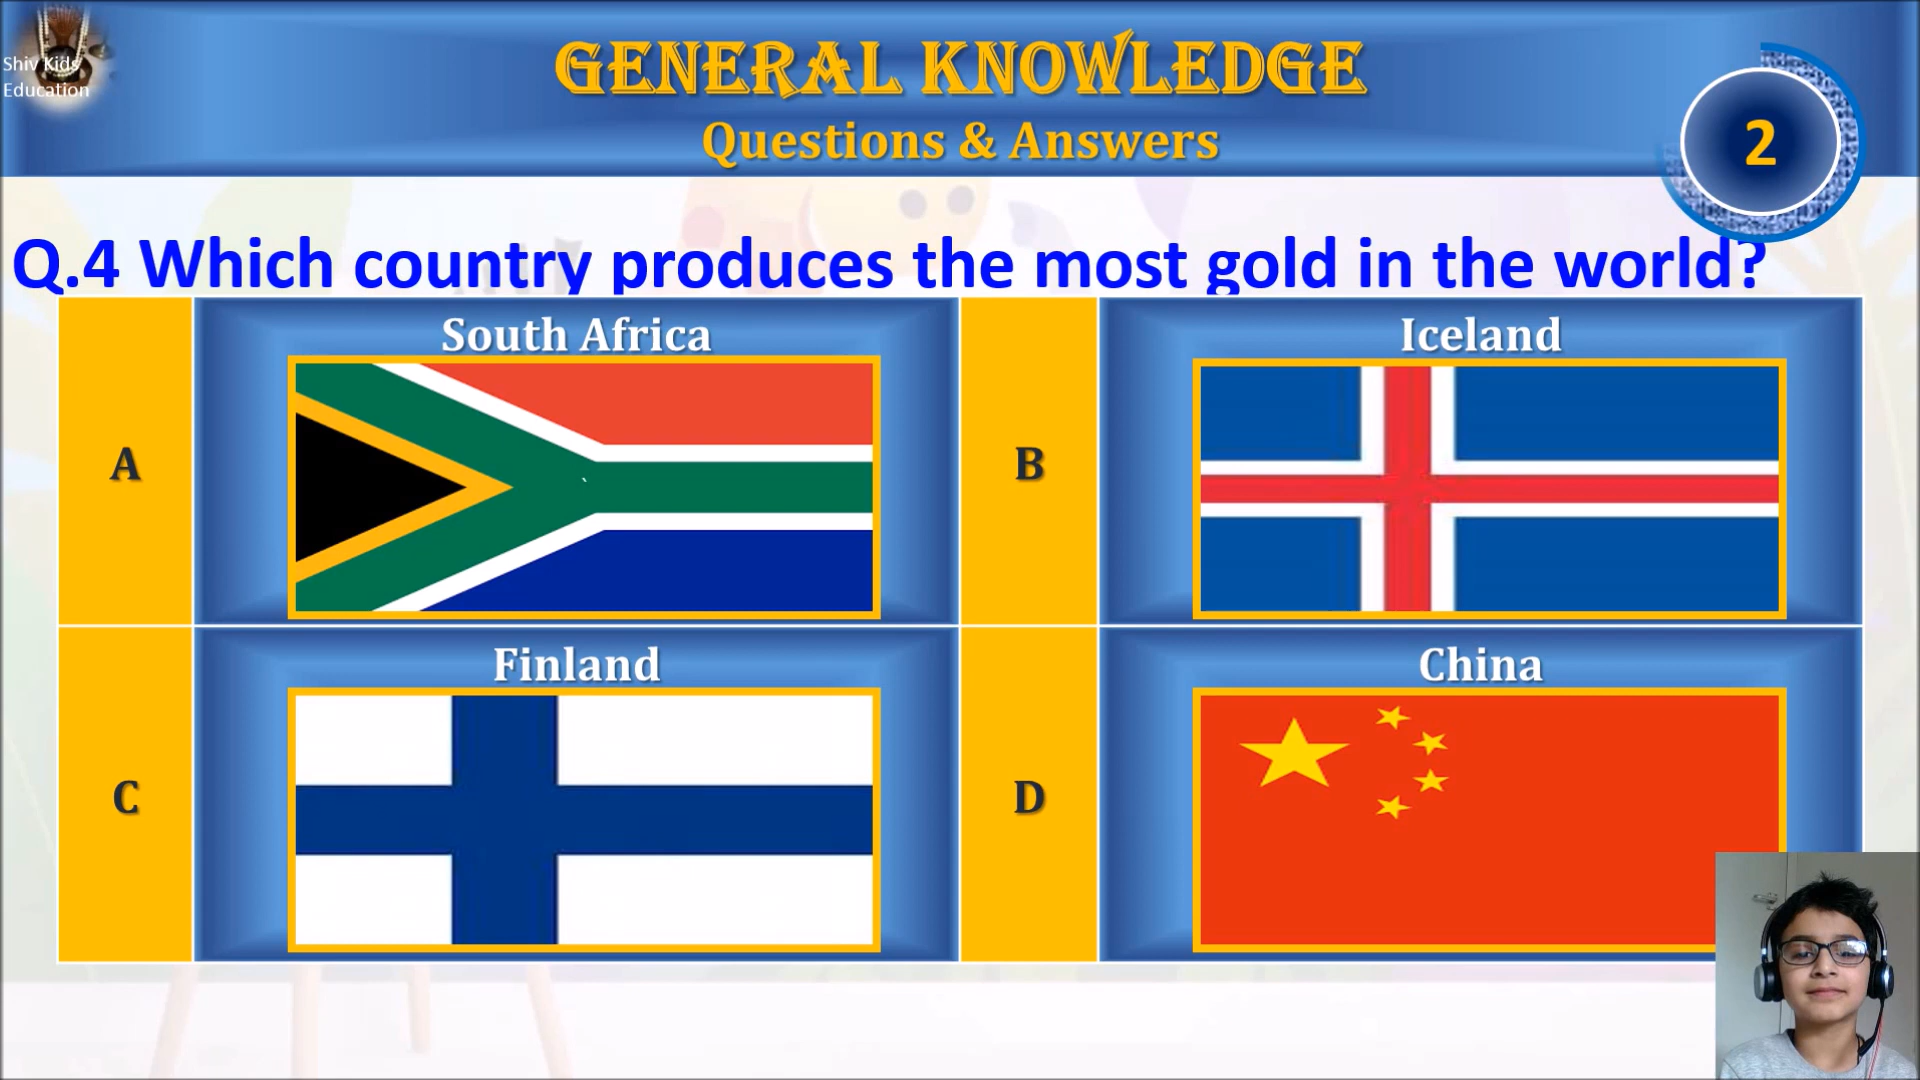 Shiv Kids
Education
GENERAL KNOWLEDGE
Questions & Answers
2
Q.4 Which country produces the most gold in the world?
A
South Africa
B
Iceland
C
Finland
D
China